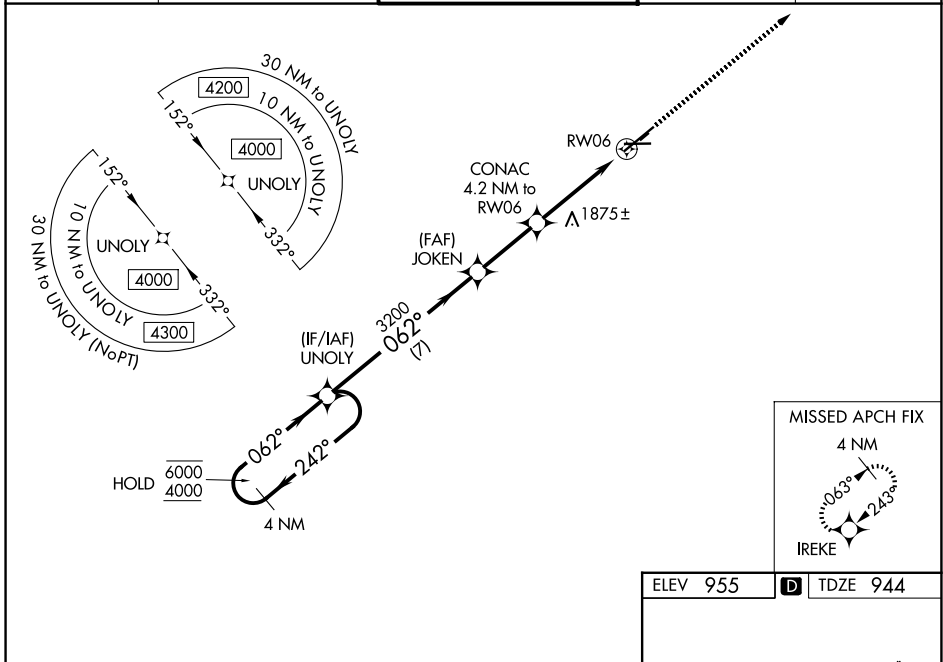 30 NM to UNOLY
4200
10 NM to UNOLY
152°
4000
UNOLY
332°
152°
10 NM to UNOLY
30 NM to UNOLY (NoPT)
UNOLY
4000
332°
4300
RW06
CONAC
4.2 NM to
RW06
1875±
(FAF)
JOKEN
3200
062°
(7)
(IF/IAF)
UNOLY
062°
242°
HOLD
6000
4000
4 NM
MISSED APCH FIX
4 NM
063°
243°
IREKE
ELEV 955
D
TDZE 944